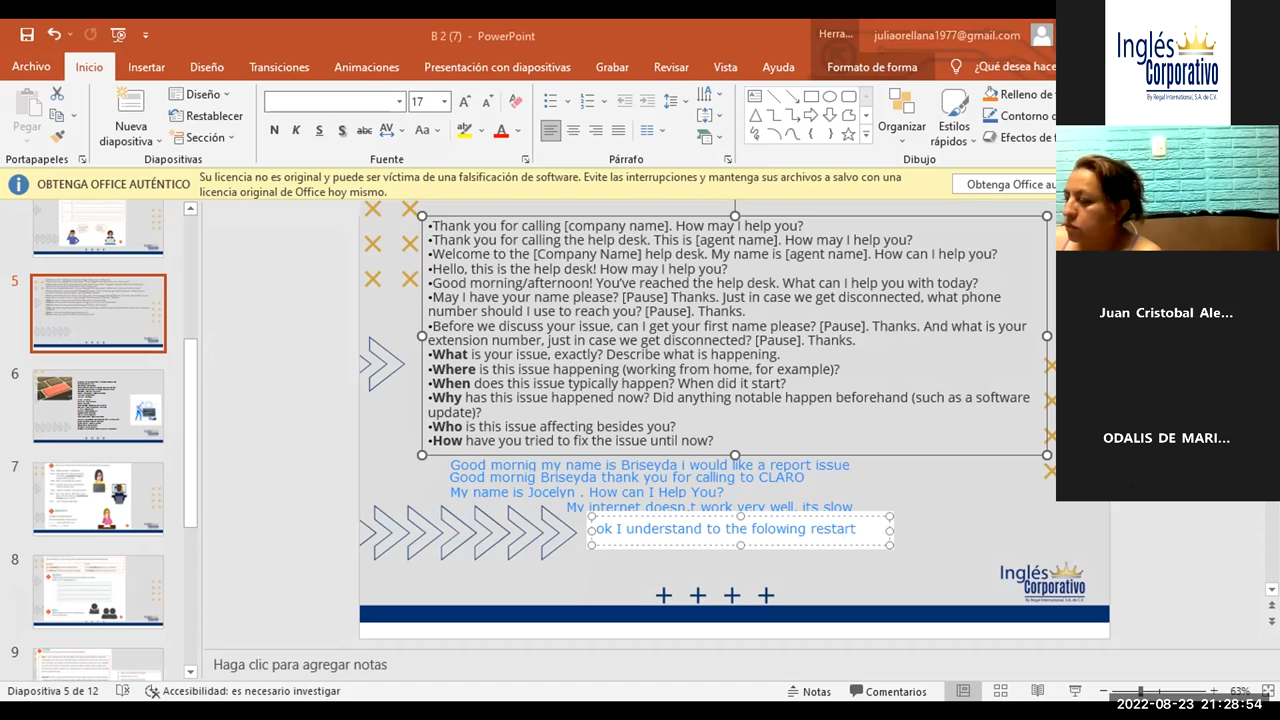 B 2 (7) - PowerPoint
Herra...
juliaorellana1977@gmail.com
Archivo Inicio Insertar Diseño Transiciones Animaciones Presentación con diapositivas Grabar Revisar Vista Ayuda Formato de forma ¿Qué desea hace
Pegar
Nueva diapositiva
Diseño
Restablecer
Sección
17
N K S S abc AV Aa A
Organizar
Estilos rápidos
Relleno de
Contorno d
Efectos de f
Portapapeles Diapositivas Fuente Párrafo Dibujo
OBTENGA OFFICE AUTÉNTICO
Su licencia no es original y puede ser víctima de una falsificación de software. Evite las interrupciones y mantenga sus archivos a salvo con una
licencia original de Office hoy mismo.
Obtenga Office au
5
6
7
8
9
•Thank you for calling [company name]. How may I help you?
•Thank you for calling the help desk. This is [agent name]. How may I help you?
•Welcome to the [Company Name] help desk. My name is [agent name]. How can I help you?
•Hello, this is the help desk! How may I help you?
•Good morning/afternoon! You've reached the help desk. What can I help you with today?
•May I have your name please? [Pause] Thanks. Just in case we get disconnected, what phone
number should I use to reach you? [Pause]. Thanks.
•Before we discuss your issue, can I get your first name please? [Pause]. Thanks. And what is your
extension number, just in case we get disconnected? [Pause]. Thanks.
•What is your issue, exactly? Describe what is happening.
•Where is this issue happening (working from home, for example)?
•When does this issue typically happen? When did it start?
•Why has this issue happened now? Did anything notable happen beforehand (such as a software
update)?
•Who is this issue affecting besides you?
•How have you tried to fix the issue until now?
Good mornig my name is Briseyda i would like a report issue
Good mornig Briseyda thank you for calling to CLARO
My name is Jocelyn . How can I Help You?
My internet doesn,t work very well, its slow
ok I understand to the folowing restart
Inglés
Corporativo
By Regal International, S.A. de C.V.
Haga clic para agregar notas
Diapositiva 5 de 12
Accesibilidad: es necesario investigar
Notas
Comentarios
63%
Inglés
Corporativo
By Regal International, S.A. de C.V.
Juan Cristobal Ale...
ODALIS DE MARI...
2022-08-23 21:28:54